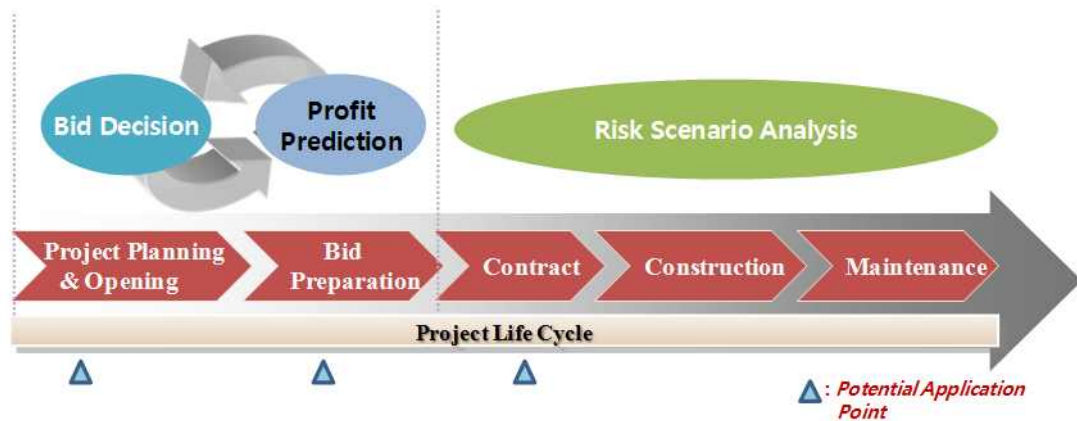 Bid Decision
Profit
Prediction
Risk Scenario Analysis
Project Planning
& Opening
Bid
Preparation
Contract
Construction
Maintenance
Project Life Cycle
: Potential Application
Point